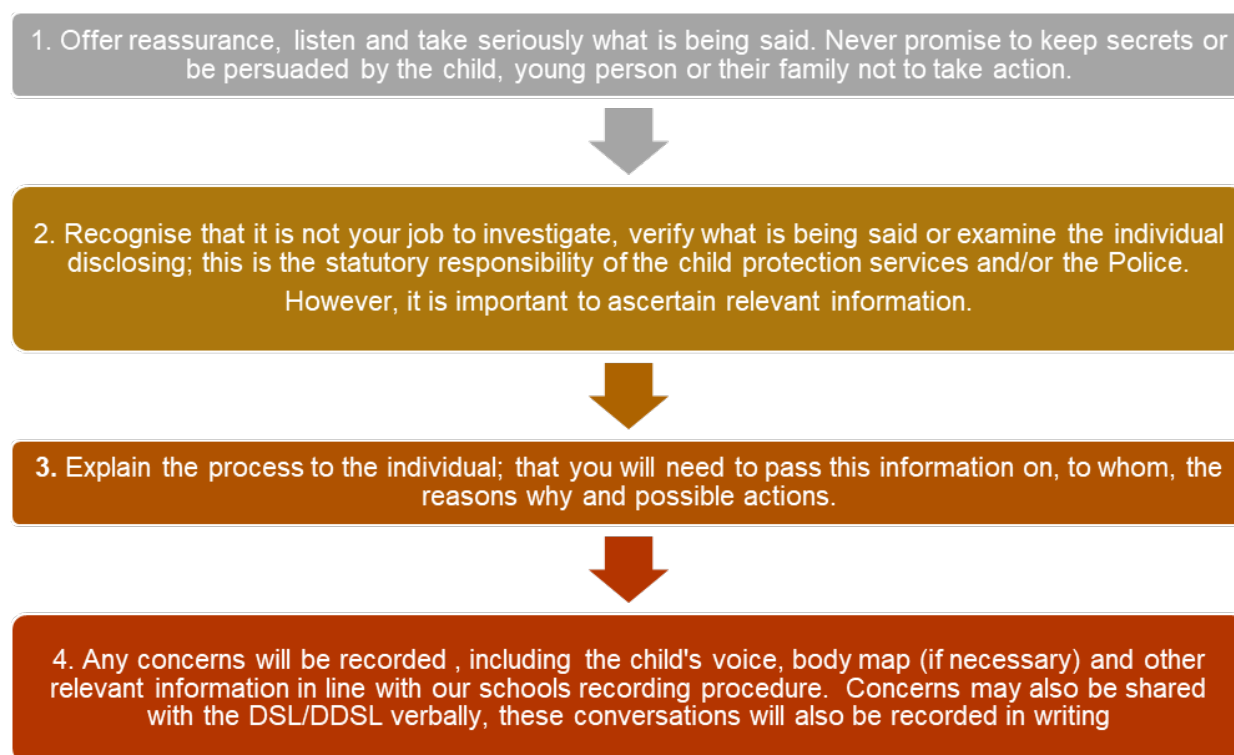 1. Offer reassurance, listen and take seriously what is being said. Never promise to keep secrets or
be persuaded by the child, young person or their family not to take action.
2. Recognise that it is not your job to investigate, verify what is being said or examine the individual
disclosing; this is the statutory responsibility of the child protection services and/or the Police.
However, it is important to ascertain relevant information.
3. Explain the process to the individual; that you will need to pass this information on, to whom, the
reasons why and possible actions.
4. Any concerns will be recorded , including the child's voice, body map (if necessary) and other
relevant information in line with our schools recording procedure. Concerns may also be shared
with the DSL/DDSL verbally, these conversations will also be recorded in writing